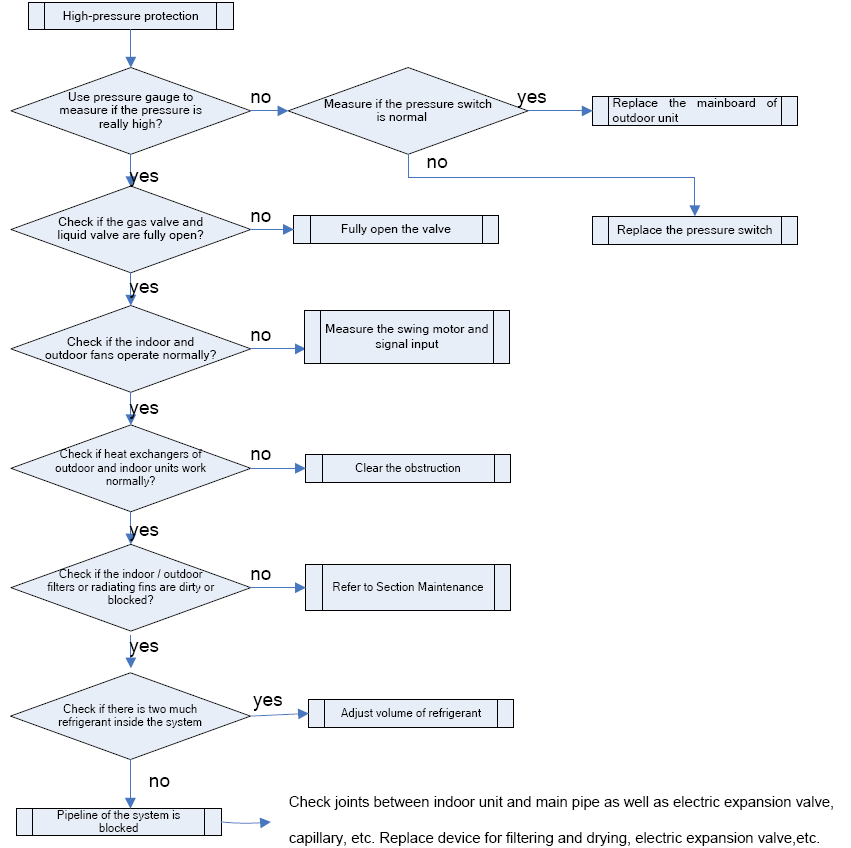 High-pressure protection
Use pressure gauge to
measure if the pressure is
really high?
no
Measure if the pressure switch
is normal
yes
Replace the mainboard of
outdoor unit
no
Replace the pressure switch
yes
Check if the gas valve and
liquid valve are fully open?
no
Fully open the valve
yes
Check if the indoor and
outdoor fans operate normally?
no
Measure the swing motor and
signal input
yes
Check if heat exchangers of
outdoor and indoor units work
normally?
no
Clear the obstruction
yes
Check if the indoor / outdoor
filters or radiating fins are dirty or
blocked?
no
Refer to Section Maintenance
yes
Check if there is two much
refrigerant inside the system
yes
Adjust volume of refrigerant
no
Pipeline of the system is
blocked
Check joints between indoor unit and main pipe as well as electric expansion valve,
capillary, etc. Replace device for filtering and drying, electric expansion valve,etc.